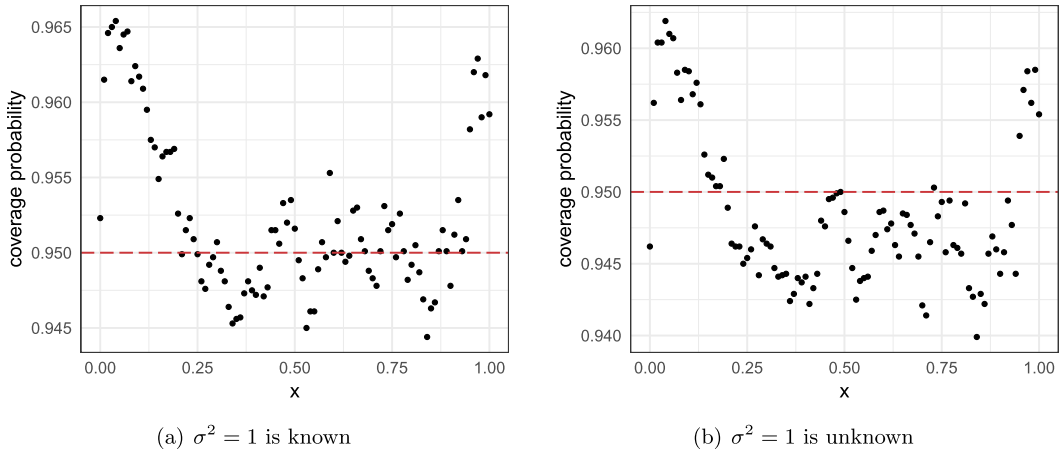 0.965
0.960
0.955
0.950
0.945
coverage probability
0.00 0.25 0.50 0.75 1.00
x
(a) σ² = 1 is known
0.960
0.955
0.950
0.945
0.940
coverage probability
0.00 0.25 0.50 0.75 1.00
x
(b) σ² = 1 is unknown